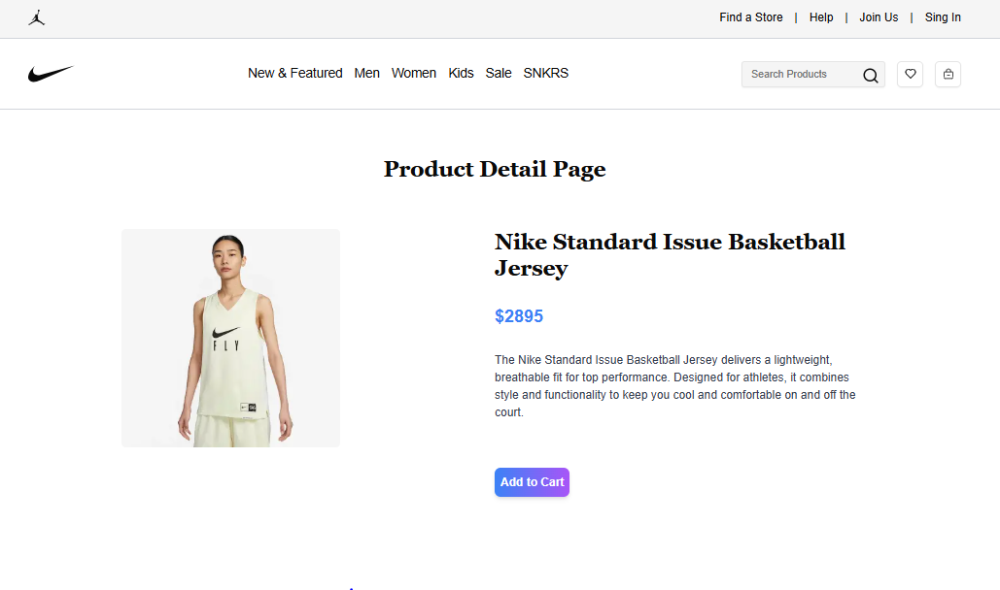 Find a Store | Help | Join Us | Sing In
New & Featured Men Women Kids Sale SNKRS
Search Products
Product Detail Page
Nike Standard Issue Basketball
Jersey
$2895
The Nike Standard Issue Basketball Jersey delivers a lightweight,
breathable fit for top performance. Designed for athletes, it combines
style and functionality to keep you cool and comfortable on and off the
court.
Add to Cart
FLY